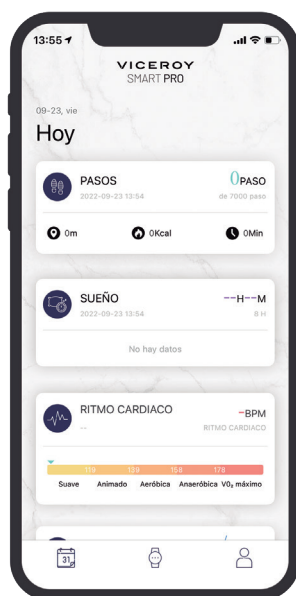 13:55
VICEROY
SMART PRO
09-23, vie
Hoy
PASOS
0PASO
2022-09-23 13:54
de 7000 paso
0m
0Kcal
0Min
SUEÑO
--H--M
2022-09-23 13:54
8 H
No hay datos
RITMO CARDIACO
-BPM
--
RITMO CARDIACO
119 139 158 178
Suave Animado Aeróbica Anaeróbica VO₂ máximo
31